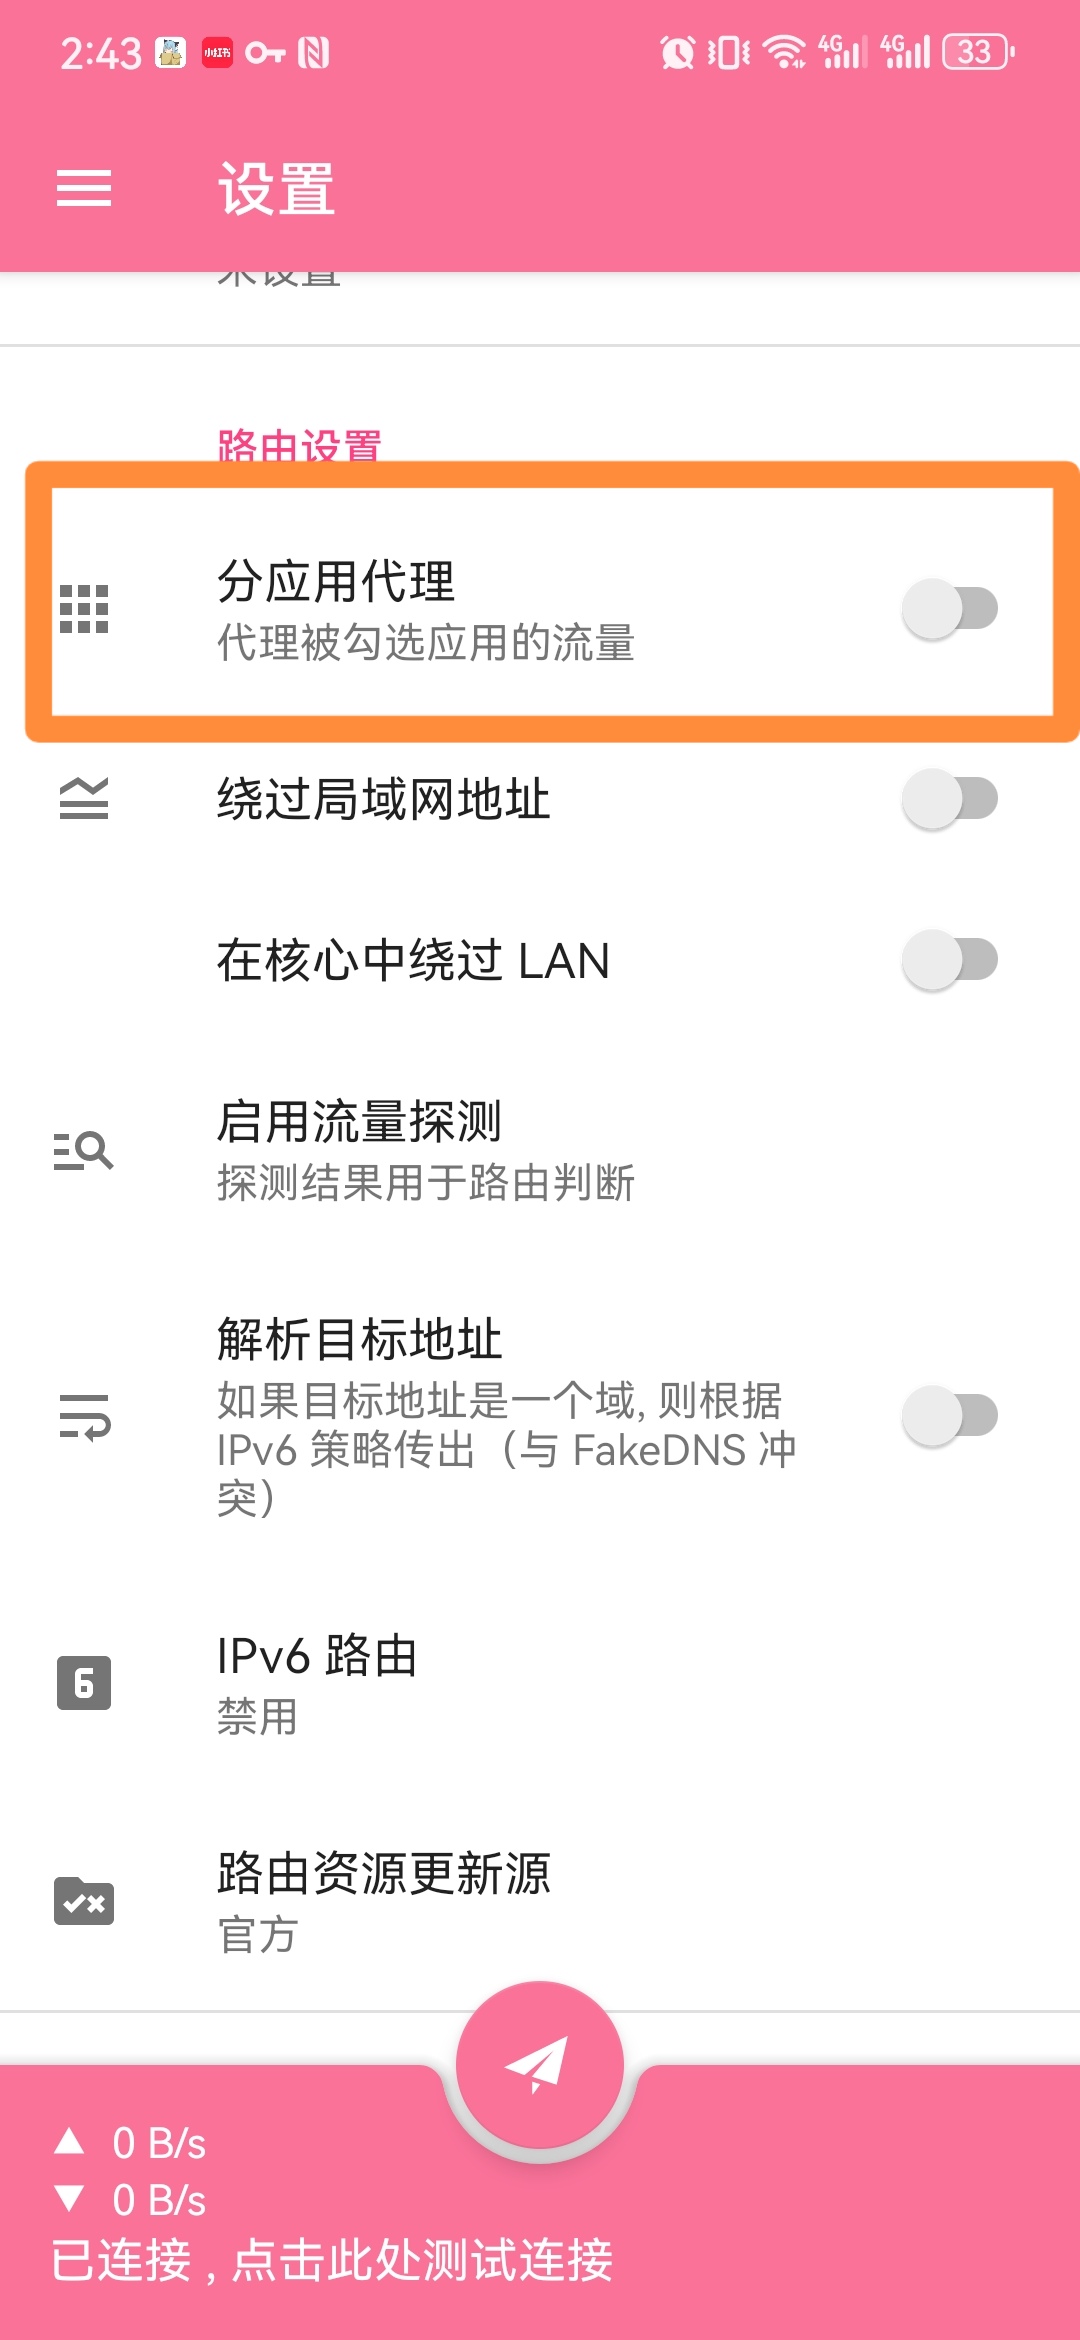 2:43
小红书
4G
4G
33
设置
未设置
路由设置
分应用代理
代理被勾选应用的流量
绕过局域网地址
在核心中绕过 LAN
启用流量探测
探测结果用于路由判断
解析目标地址
如果目标地址是一个域, 则根据
IPv6 策略传出（与 FakeDNS 冲
突）
6
IPv6 路由
禁用
路由资源更新源
官方
▲ 0 B/s
▼ 0 B/s
已连接 , 点击此处测试连接